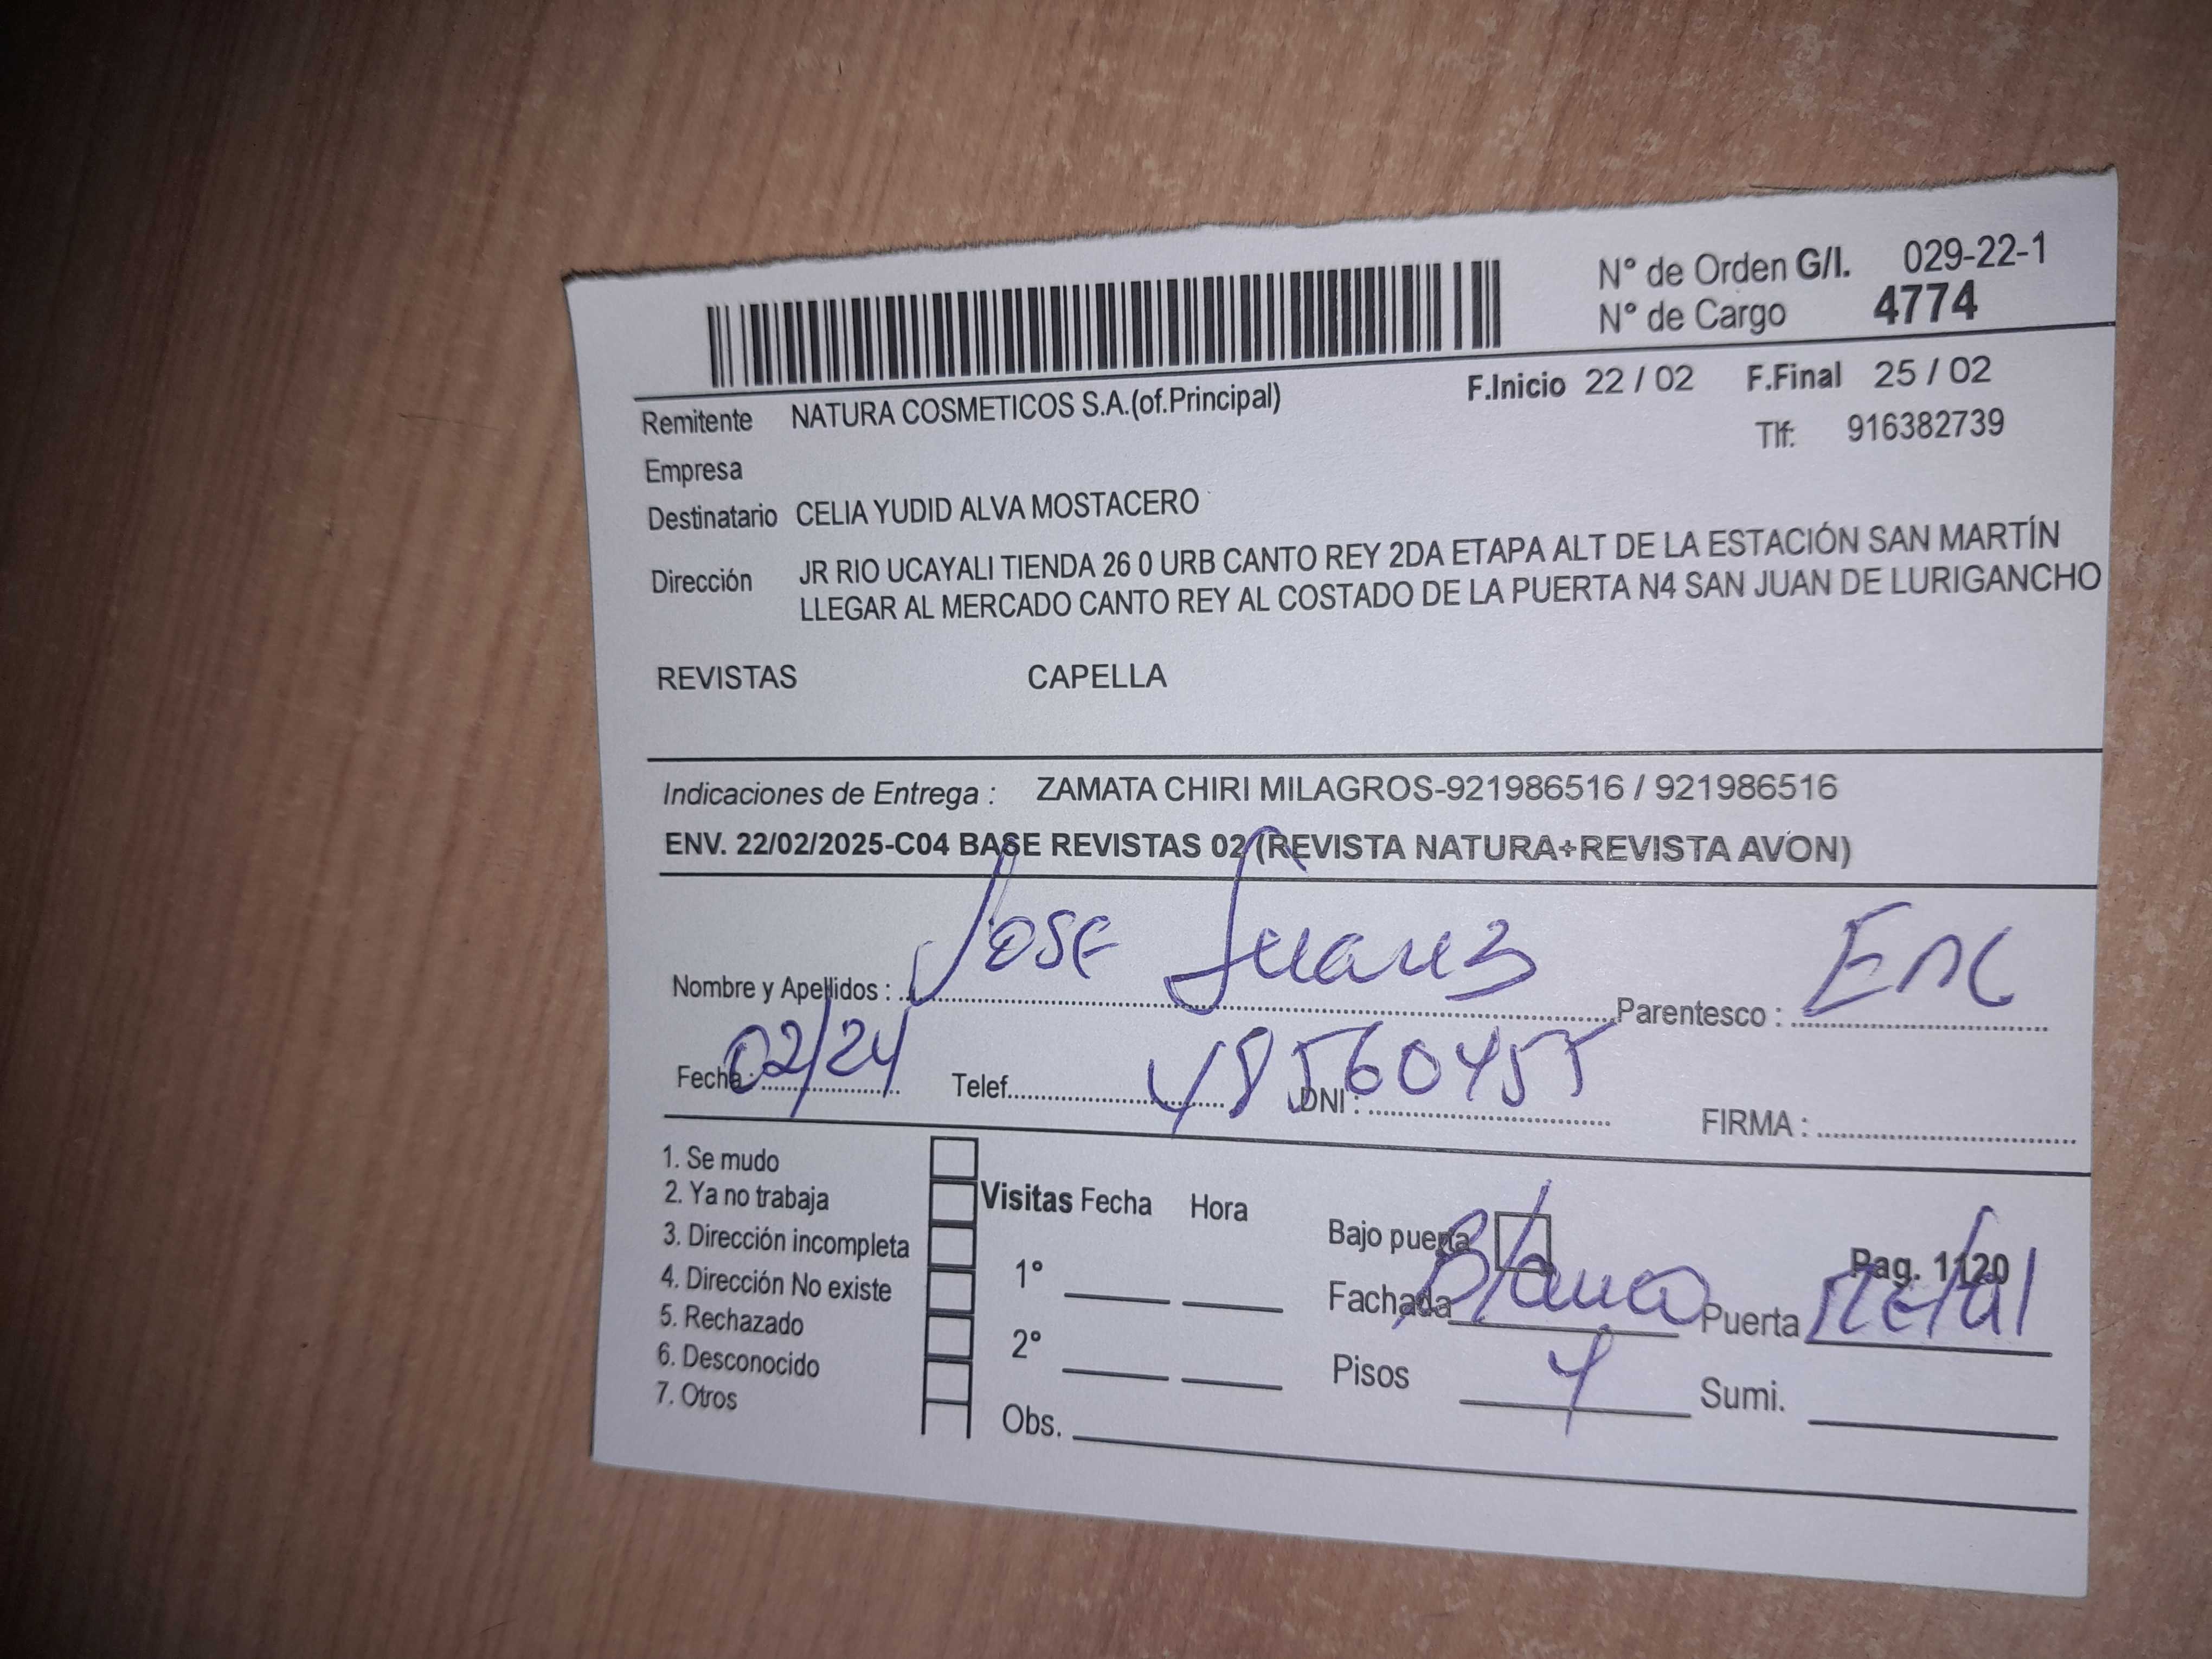 N° de Orden G/I. 029-22-1
N° de Cargo 4774
F.Inicio 22 / 02 F.Final 25 / 02
Remitente NATURA COSMETICOS S.A.(of.Principal)
Tlf: 916382739
Empresa
Destinatario CELIA YUDID ALVA MOSTACERO
Dirección JR RIO UCAYALI TIENDA 26 0 URB CANTO REY 2DA ETAPA ALT DE LA ESTACIÓN SAN MARTÍN
LLEGAR AL MERCADO CANTO REY AL COSTADO DE LA PUERTA N4 SAN JUAN DE LURIGANCHO
REVISTAS CAPELLA
Indicaciones de Entrega : ZAMATA CHIRI MILAGROS-921986516 / 921986516
ENV. 22/02/2025-C04 BASE REVISTAS 02 (REVISTA NATURA+REVISTA AVON)
Nombre y Apellidos : Jose Suarez Parentesco : Enc
Fecha : 02/24 Telef. DNI : 48560455 FIRMA :
1. Se mudo
2. Ya no trabaja
3. Dirección incompleta
4. Dirección No existe
5. Rechazado
6. Desconocido
7. Otros
Visitas Fecha Hora
1°
2°
Obs.
Bajo puerta
Pag. 1120
Fachada Blanca Puerta Metal
Pisos 4 Sumi.